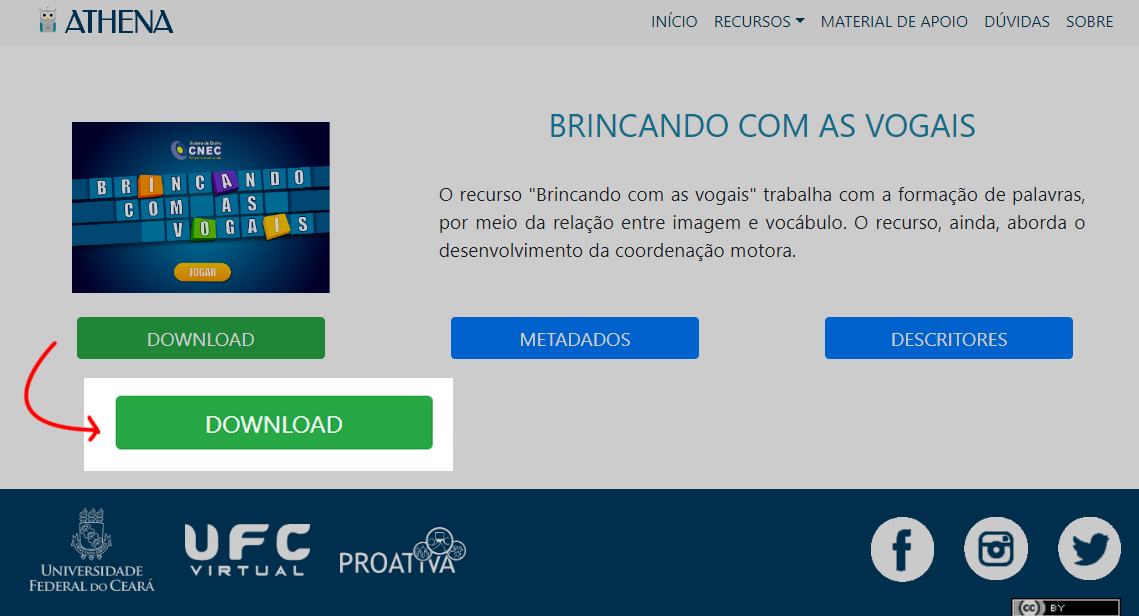 ATHENA
INÍCIO RECURSOS MATERIAL DE APOIO DÚVIDAS SOBRE
BRINCANDO COM AS VOGAIS
Sistema de Ensino
CNEC
BRINCANDO
COM AS
VOGAIS
JOGAR
O recurso "Brincando com as vogais" trabalha com a formação de palavras,
por meio da relação entre imagem e vocábulo. O recurso, ainda, aborda o
desenvolvimento da coordenação motora.
DOWNLOAD METADADOS DESCRITORES
DOWNLOAD
UNIVERSIDADE
FEDERAL DO CEARÁ
UFC
VIRTUAL
PROATIVA
cc BY